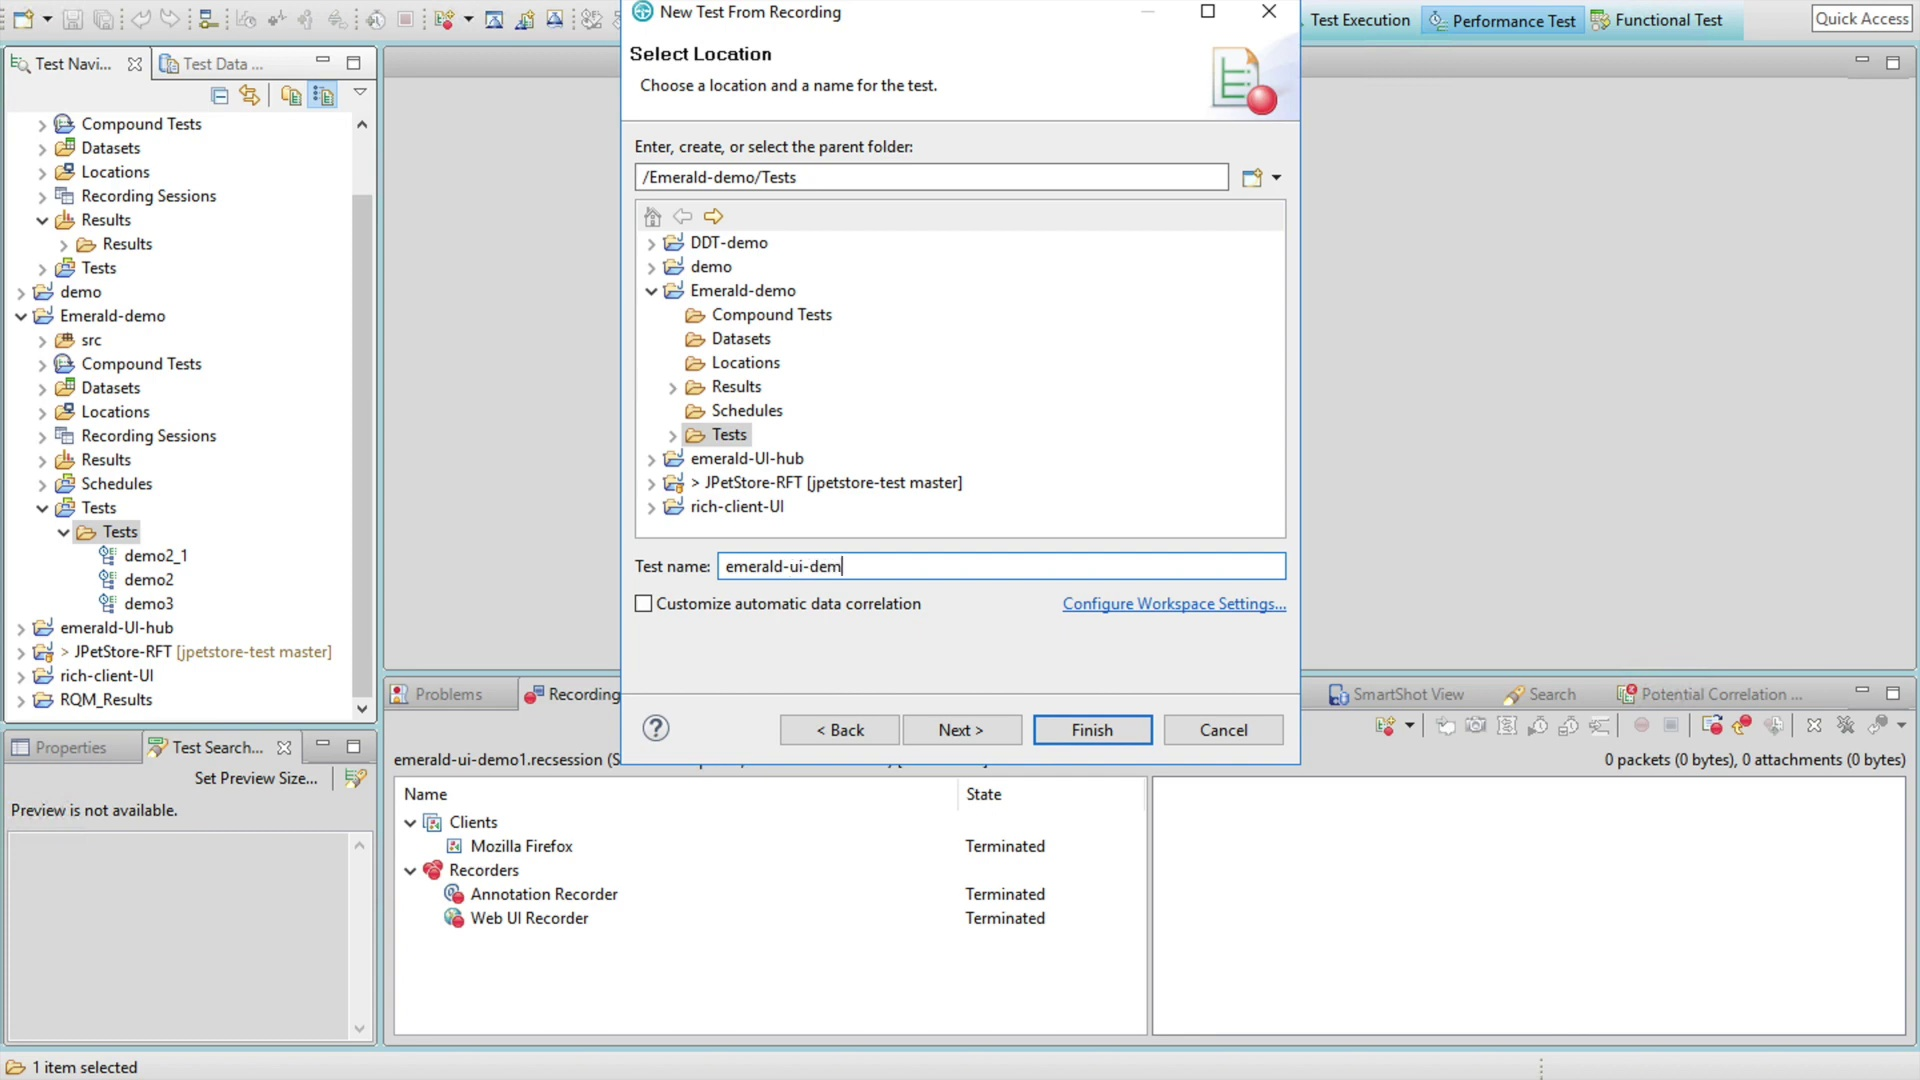 New Test From Recording
Test Execution
Performance Test
Functional Test
Quick Access
Test Navi...
Test Data ...
Select Location
Choose a location and a name for the test.
Compound Tests
Datasets
Locations
Recording Sessions
Results
Results
Tests
demo
Emerald-demo
src
Compound Tests
Datasets
Locations
Recording Sessions
Results
Schedules
Tests
Tests
demo2_1
demo2
demo3
emerald-UI-hub
> JPetStore-RFT [jpetstore-test master]
rich-client-UI
RQM_Results
Enter, create, or select the parent folder:
/Emerald-demo/Tests
DDT-demo
demo
Emerald-demo
Compound Tests
Datasets
Locations
Results
Schedules
Tests
emerald-UI-hub
> JPetStore-RFT [jpetstore-test master]
rich-client-UI
Test name: emerald-ui-dem
Customize automatic data correlation
Configure Workspace Settings...
< Back
Next >
Finish
Cancel
Problems
Recording
SmartShot View
Search
Potential Correlation ...
Properties
Test Search...
Set Preview Size...
Preview is not available.
emerald-ui-demo1.recsession
0 packets (0 bytes), 0 attachments (0 bytes)
Name State
Clients
Mozilla Firefox Terminated
Recorders
Annotation Recorder Terminated
Web UI Recorder Terminated
1 item selected